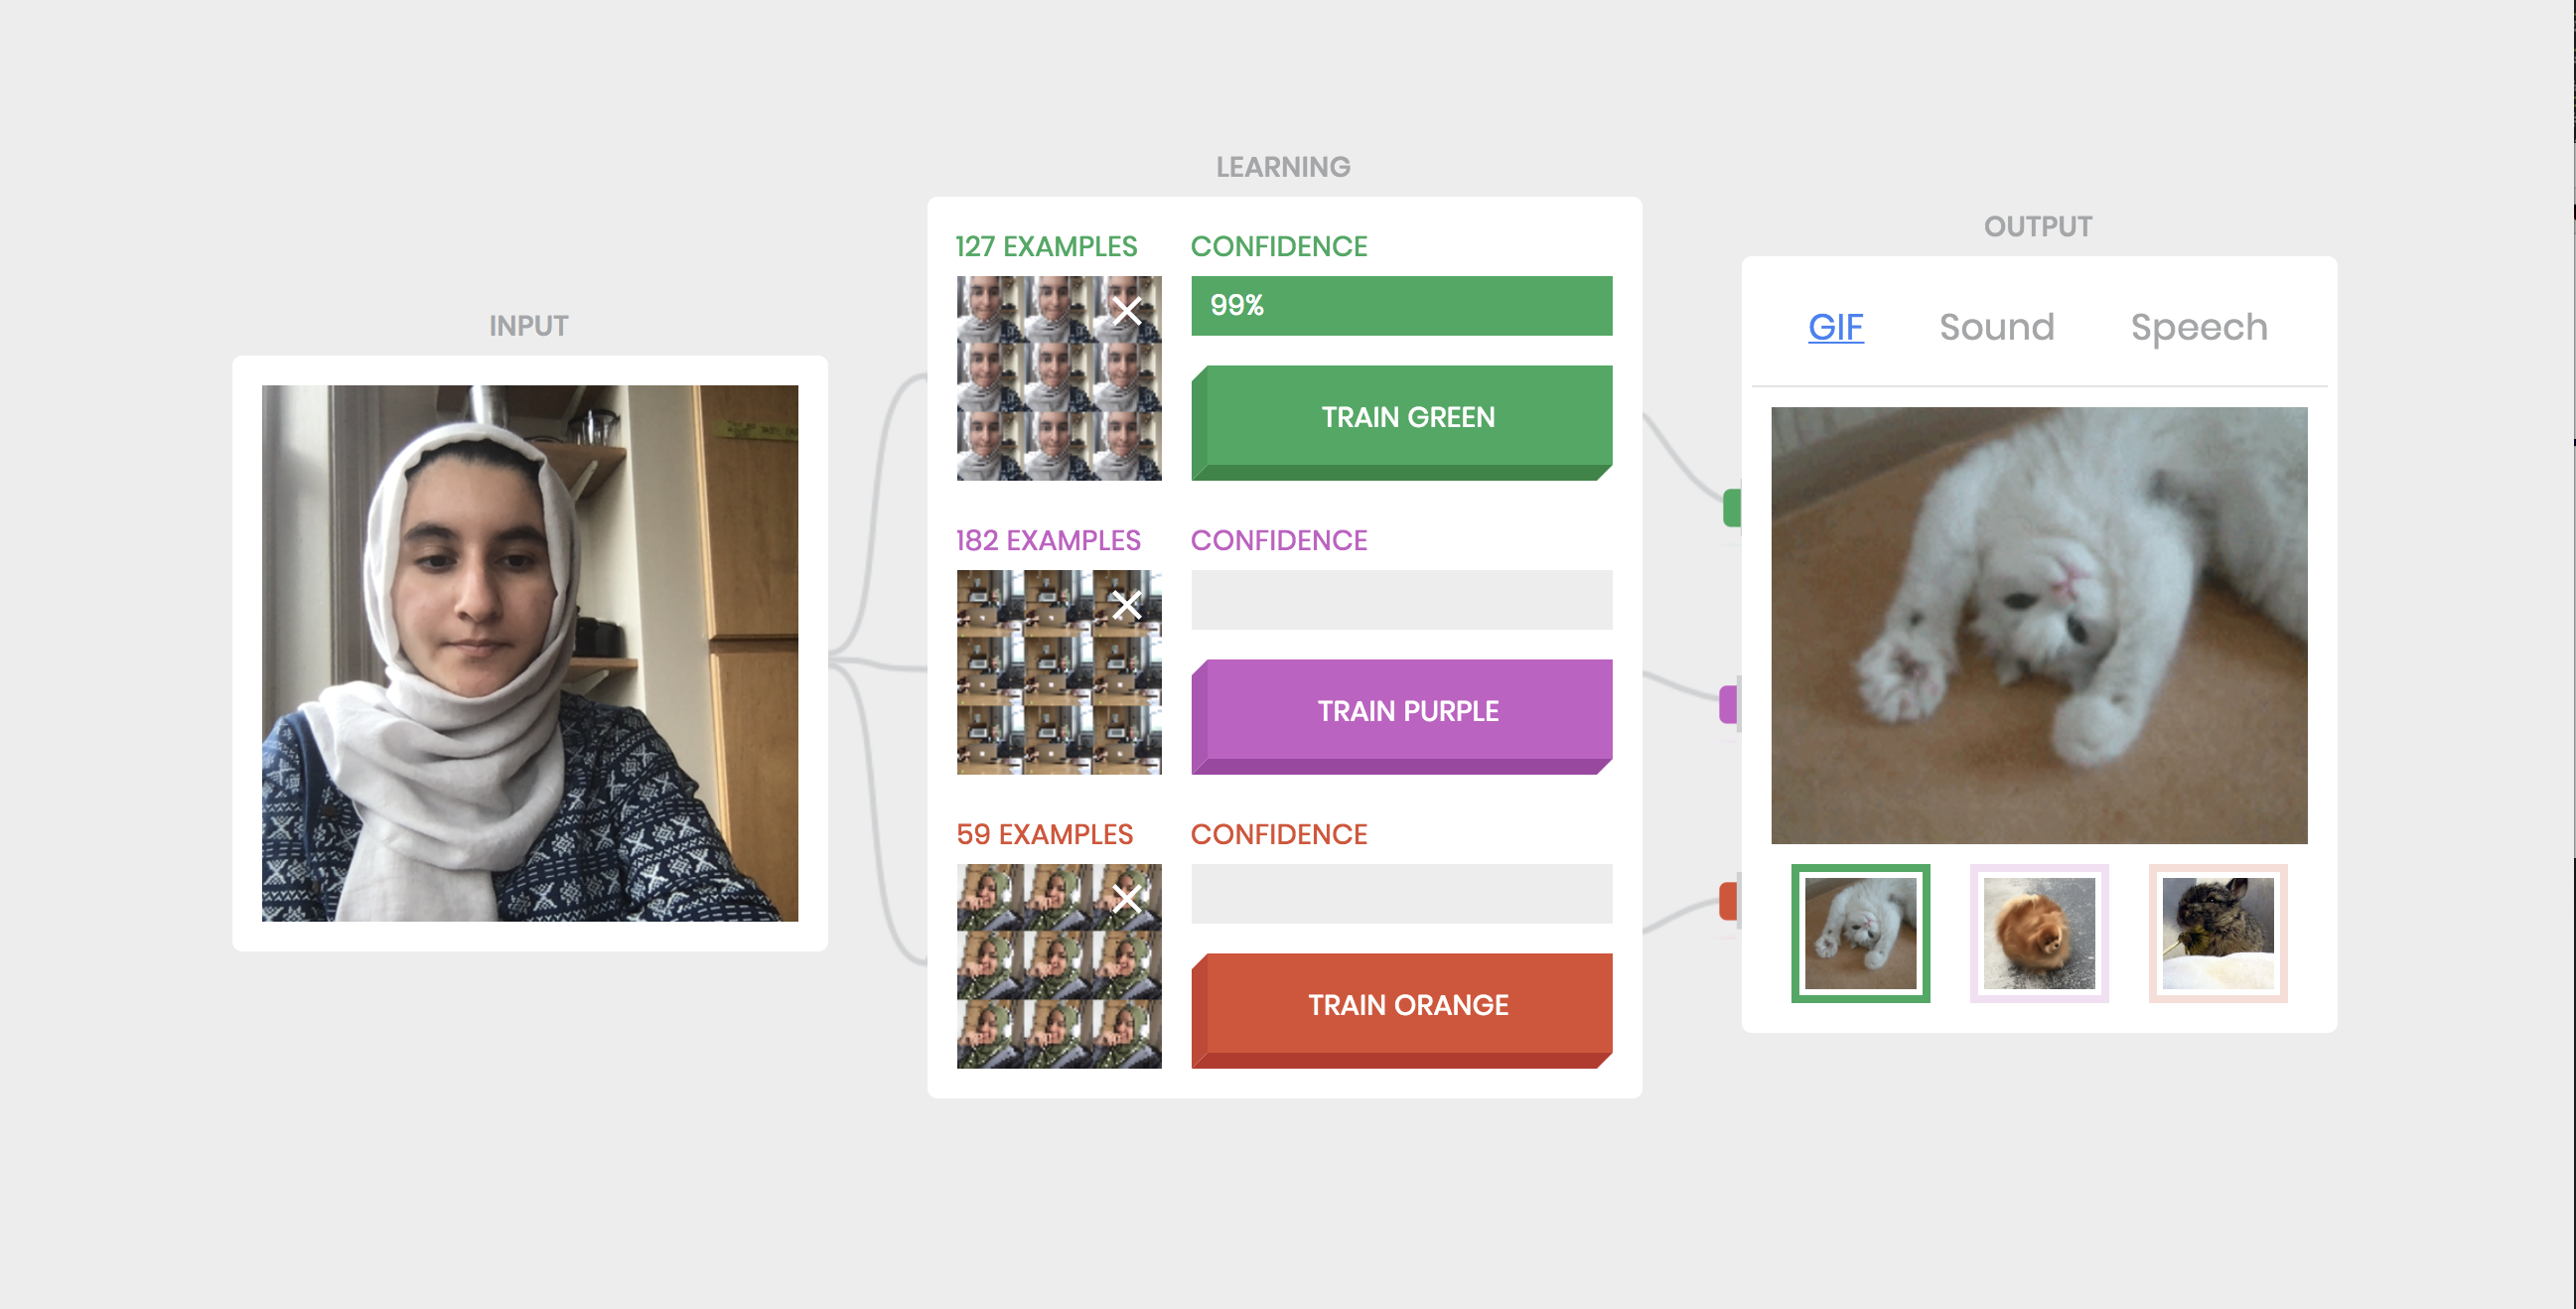 INPUT
LEARNING
127 EXAMPLES
CONFIDENCE
99%
TRAIN GREEN
182 EXAMPLES
CONFIDENCE
TRAIN PURPLE
59 EXAMPLES
CONFIDENCE
TRAIN ORANGE
OUTPUT
GIF Sound Speech